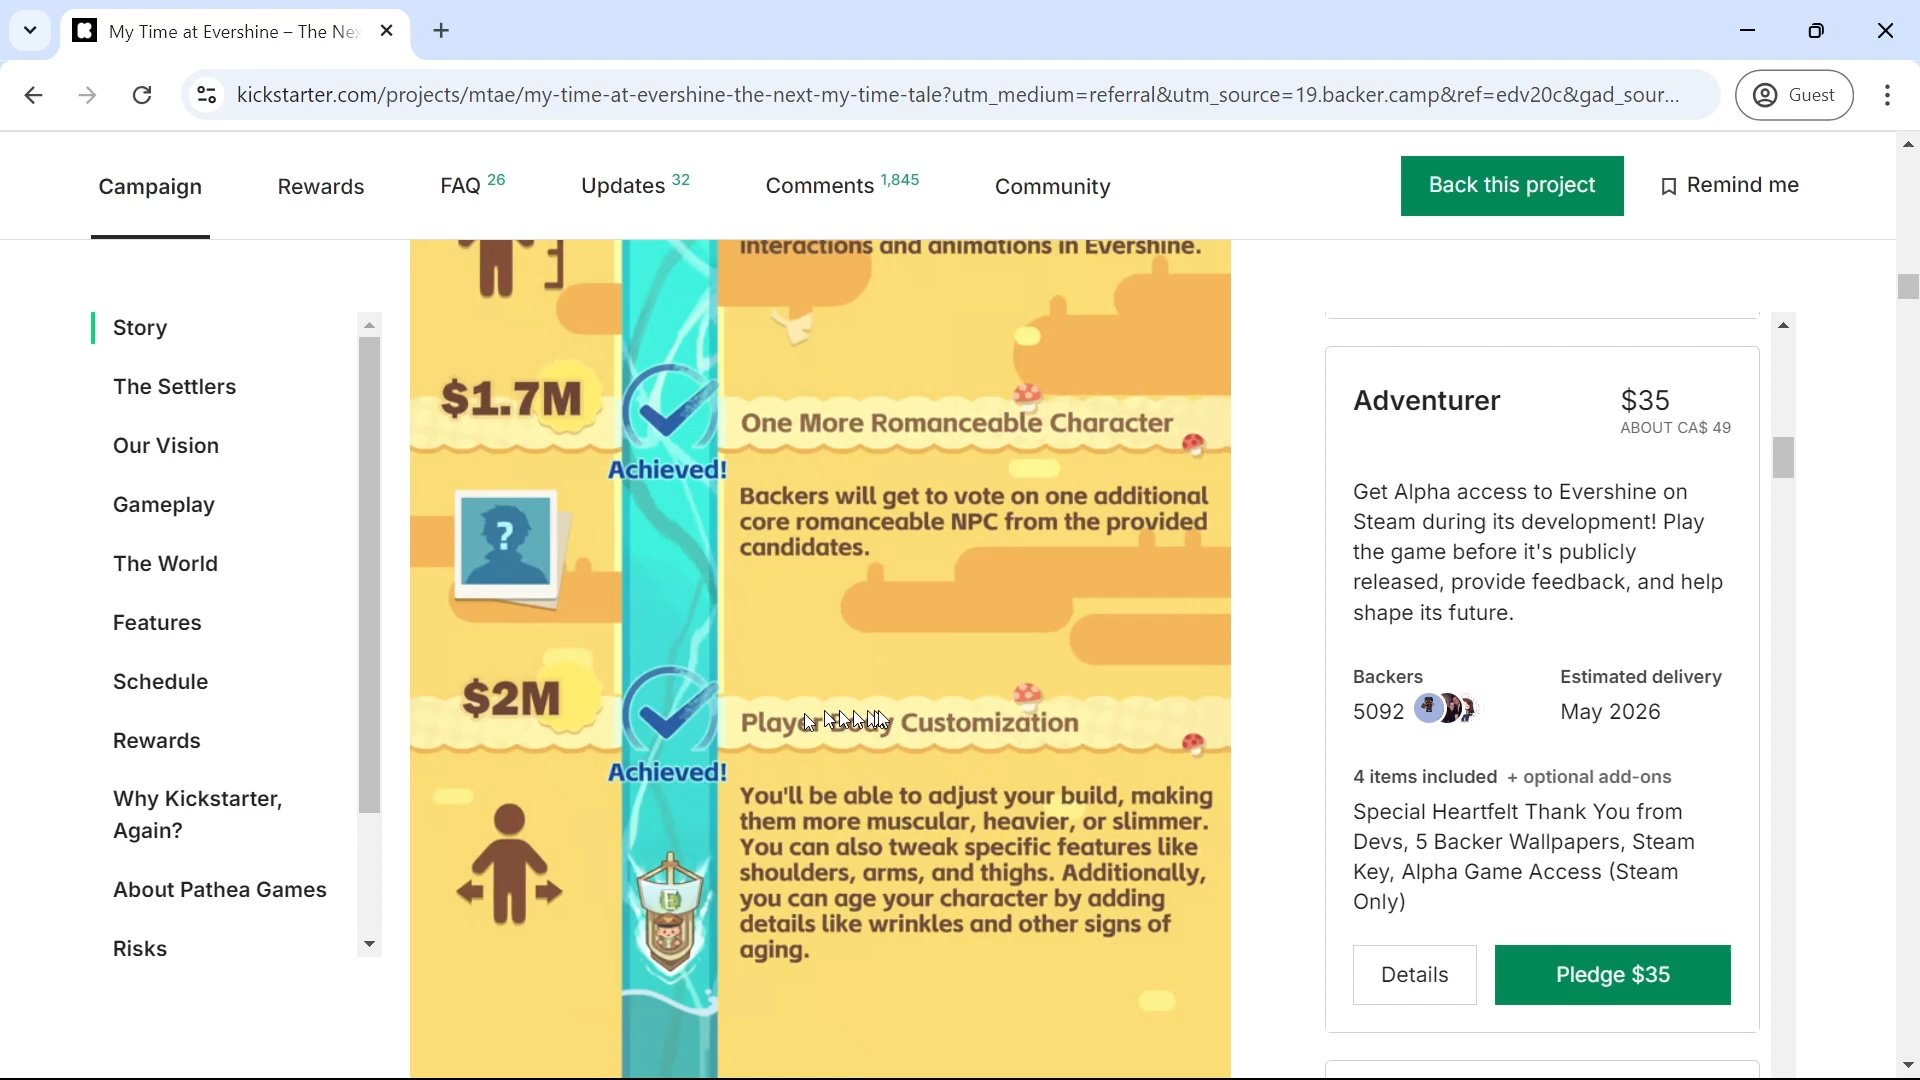 My Time at Evershine – The Ne
kickstarter.com/projects/mtae/my-time-at-evershine-the-next-my-time-tale?utm_medium=referral&utm_source=19.backer.camp&ref=edv20c&gad_sour...
Guest
Campaign
Rewards
FAQ 26
Updates 32
Comments 1,845
Community
Back this project
Remind me
Story
The Settlers
Our Vision
Gameplay
The World
Features
Schedule
Rewards
Why Kickstarter,
Again?
About Pathea Games
Risks
interactions and animations in Evershine.
$1.7M
Achieved!
One More Romanceable Character
Backers will get to vote on one additional
core romanceable NPC from the provided
candidates.
?
$2M
Achieved!
Player Body Customization
You'll be able to adjust your build, making
them more muscular, heavier, or slimmer.
You can also tweak specific features like
shoulders, arms, and thighs. Additionally,
you can age your character by adding
details like wrinkles and other signs of
aging.
E
Adventurer
$35
ABOUT CA$ 49
Get Alpha access to Evershine on
Steam during its development! Play
the game before it's publicly
released, provide feedback, and help
shape its future.
Backers
5092
Estimated delivery
May 2026
4 items included + optional add-ons
Special Heartfelt Thank You from
Devs, 5 Backer Wallpapers, Steam
Key, Alpha Game Access (Steam
Only)
Details
Pledge $35